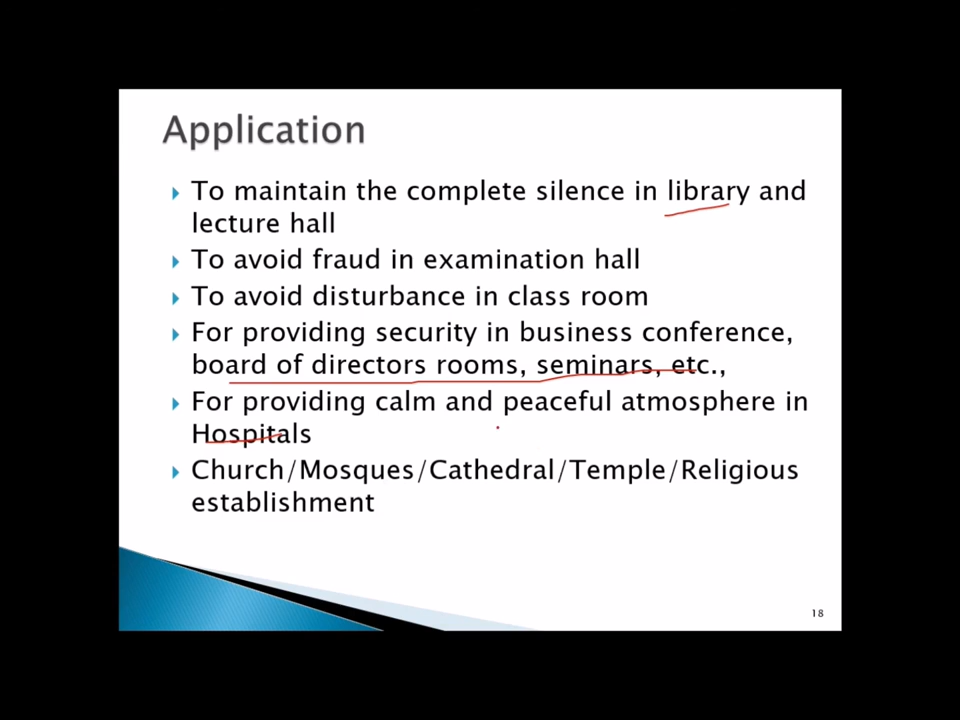 Application
To maintain the complete silence in library and
lecture hall
To avoid fraud in examination hall
To avoid disturbance in class room
For providing security in business conference,
board of directors rooms, seminars, etc.,
For providing calm and peaceful atmosphere in
Hospitals
Church/Mosques/Cathedral/Temple/Religious
establishment
18